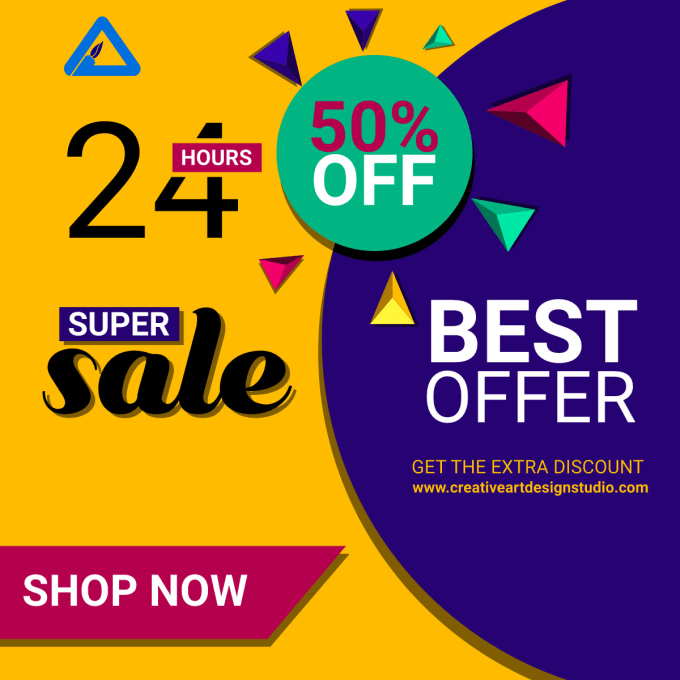 24
HOURS
50%
OFF
SUPER
sale
BEST
OFFER
GET THE EXTRA DISCOUNT
www.creativeartdesignstudio.com
SHOP NOW